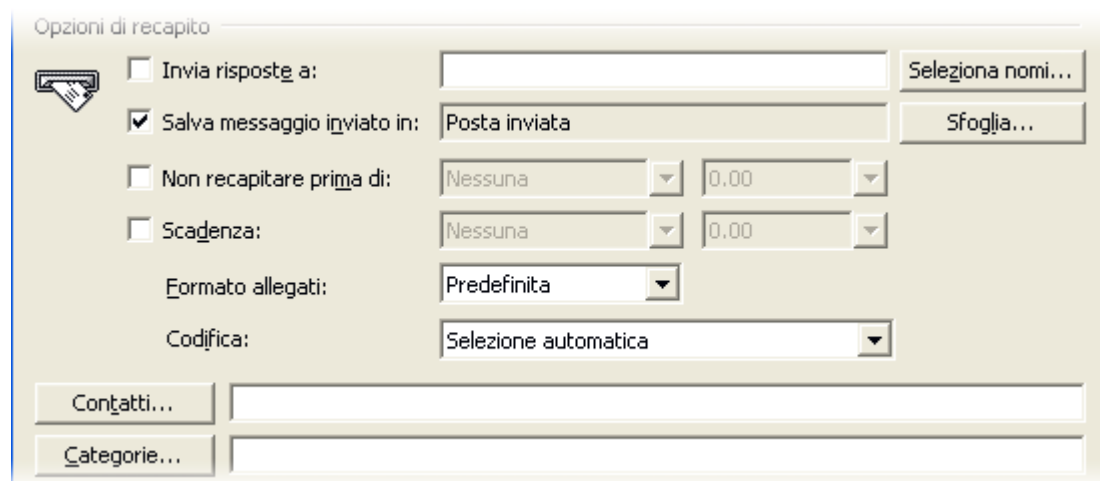 Opzioni di recapito
Invia risposte a: Seleziona nomi...
Salva messaggio inviato in: Posta inviata Sfoglia...
Non recapitare prima di: Nessuna 0.00
Scadenza: Nessuna 0.00
Formato allegati: Predefinita
Codifica: Selezione automatica
Contatti...
Categorie...